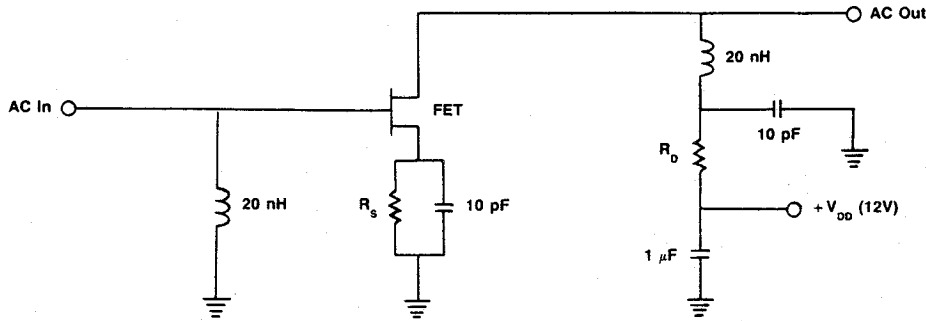 AC Out
20 nH
AC In
FET
10 pF
R_D
20 nH
R_S
10 pF
+ V_DD (12V)
1 μF